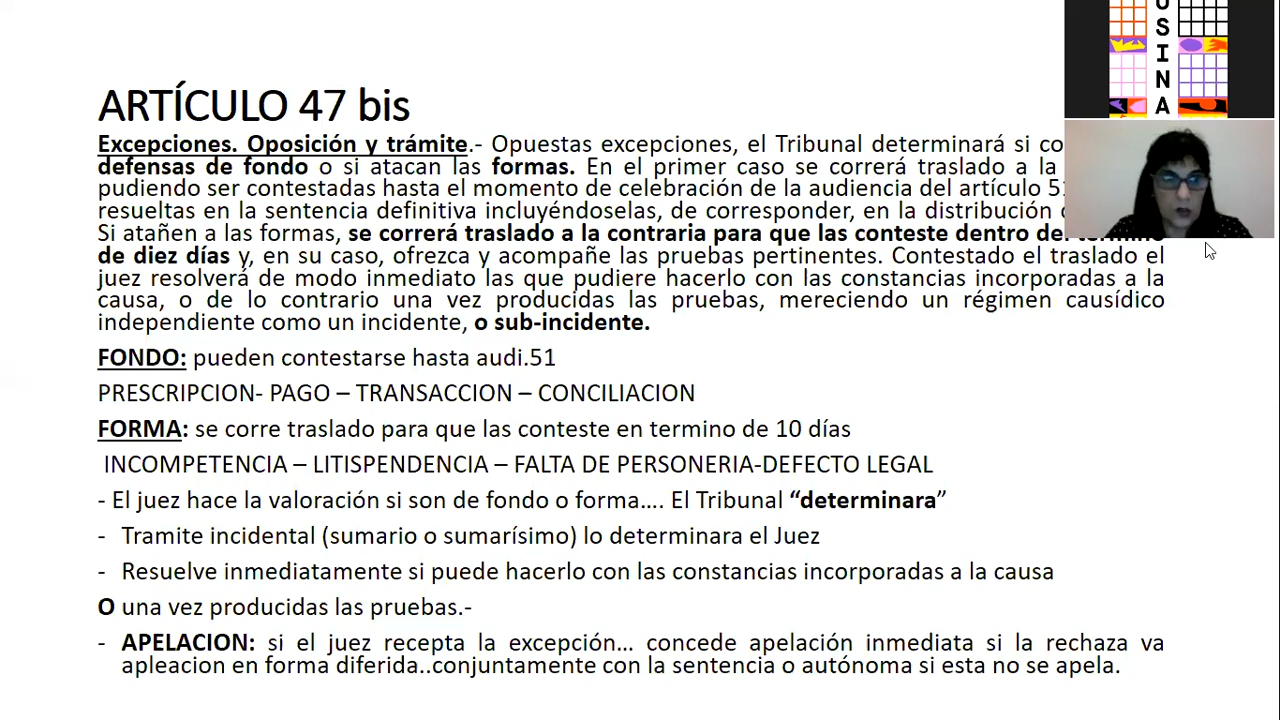 USINA
ARTÍCULO 47 bis
Excepciones. Oposición y trámite.- Opuestas excepciones, el Tribunal determinará si
defensas de fondo o si atacan las formas. En el primer caso se correrá traslado a la
pudiendo ser contestadas hasta el momento de celebración de la audiencia del artículo
resueltas en la sentencia definitiva incluyéndoselas, de corresponder, en la distribución
Si atañen a las formas, se correrá traslado a la contraria para que las conteste dentro del término
de diez días y, en su caso, ofrezca y acompañe las pruebas pertinentes. Contestado el traslado el
juez resolverá de modo inmediato las que pudiere hacerlo con las constancias incorporadas a la
causa, o de lo contrario una vez producidas las pruebas, mereciendo un régimen causídico
independiente como un incidente, o sub-incidente.
FONDO: pueden contestarse hasta audi.51
PRESCRIPCION- PAGO – TRANSACCION – CONCILIACION
FORMA: se corre traslado para que las conteste en termino de 10 días
INCOMPETENCIA – LITISPENDENCIA – FALTA DE PERSONERIA-DEFECTO LEGAL
- El juez hace la valoración si son de fondo o forma…. El Tribunal “determinara”
- Tramite incidental (sumario o sumarísimo) lo determinara el Juez
- Resuelve inmediatamente si puede hacerlo con las constancias incorporadas a la causa
O una vez producidas las pruebas.-
- APELACION: si el juez recepta la excepción… concede apelación inmediata si la rechaza va
apleacion en forma diferida..conjuntamente con la sentencia o autónoma si esta no se apela.